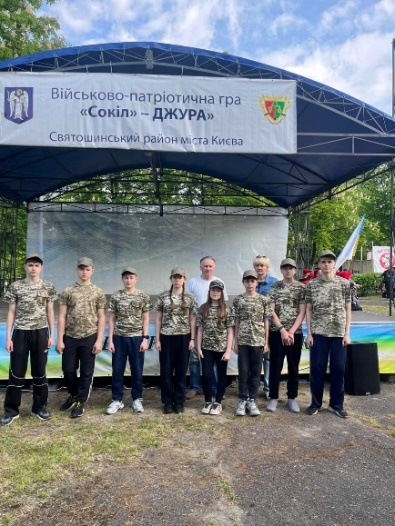 Військово-патріотична гра
«Сокіл» – ДЖУРА»
Святошинський район міста Києва